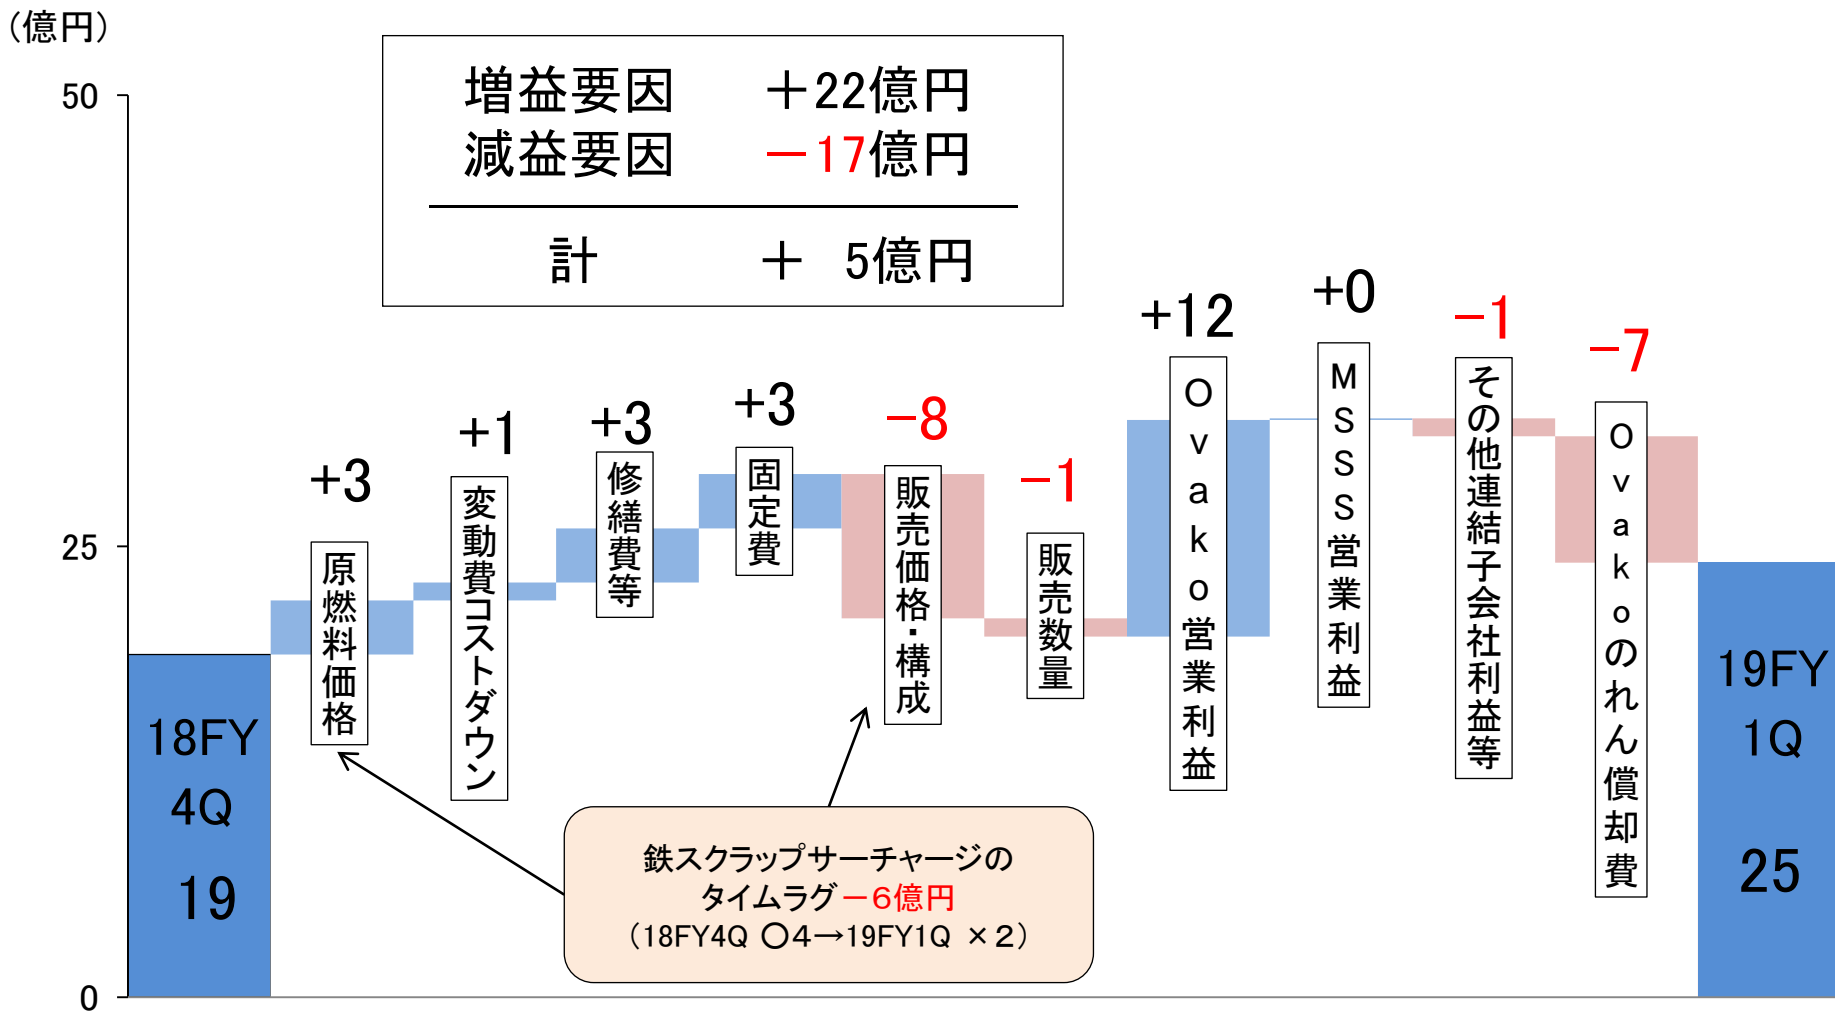 （億円）
50
25
0
増益要因 ＋22億円
減益要因 －17億円
計 ＋ 5億円
18FY
4Q
19
+3
原燃料価格
+1
変動費コストダウン
+3
修繕費等
+3
固定費
－8
販売価格・構成
－1
販売数量
+12
Ovako営業利益
+0
MSSS営業利益
－1
その他連結子会社利益等
－7
Ovakoのれん償却費
19FY
1Q
25
鉄スクラップサーチャージの
タイムラグ －6億円
（18FY4Q ○4→19FY1Q ×2）